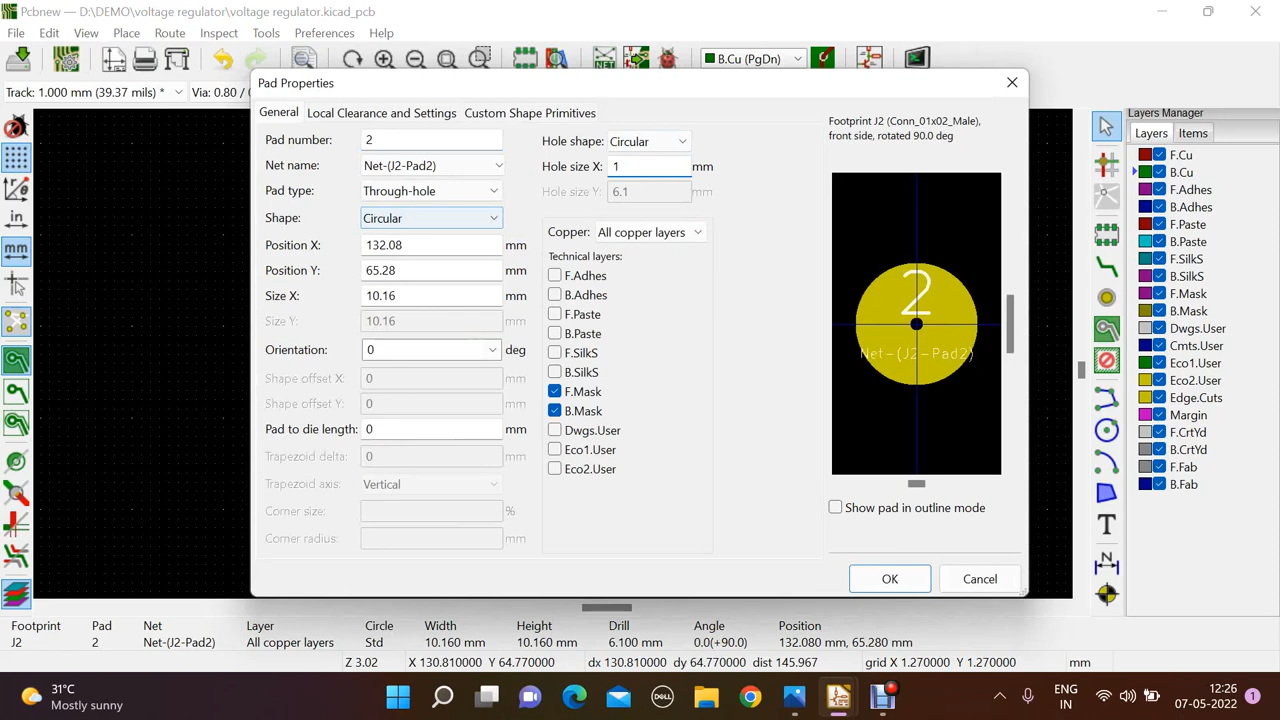 Pcbnew — D:\DEMO\voltage regulator\voltage regulator.kicad_pcb
File Edit View Place Route Inspect Tools Preferences Help
B.Cu (PgDn)
Track: 1.000 mm (39.37 mils) * Via: 0.80 /
Pad Properties
General Local Clearance and Settings Custom Shape Primitives
Pad number: 2
Net name: Net-(J2-Pad2)
Pad type: Through-hole
Shape: Circular
Position X: 132.08 mm
Position Y: 65.28 mm
Size X: 10.16 mm
Size Y: 10.16 mm
Orientation: 0 deg
Shape offset X: 0 mm
Shape offset Y: 0 mm
Pad to die length: 0 mm
Trapezoid delta: 0 mm
Trapezoid axis: Vertical
Corner size: %
Corner radius: mm
Hole shape: Circular
Hole size X: 1 mm
Hole size Y: 6.1 mm
Copper: All copper layers
Technical layers:
F.Adhes
B.Adhes
F.Paste
B.Paste
F.SilkS
B.SilkS
F.Mask
B.Mask
Dwgs.User
Eco1.User
Eco2.User
Footprint J2 (Conn_01x02_Male),
front side, rotated 90.0 deg
2
Net-(J2-Pad2)
Show pad in outline mode
OK Cancel
in
mm
NET
T
N
Layers Manager
Layers Items
F.Cu
B.Cu
F.Adhes
B.Adhes
F.Paste
B.Paste
F.SilkS
B.SilkS
F.Mask
B.Mask
Dwgs.User
Cmts.User
Eco1.User
Eco2.User
Edge.Cuts
Margin
F.CrtYd
B.CrtYd
F.Fab
B.Fab
Footprint Pad Net Layer Circle Width Height Drill Angle Position
J2 2 Net-(J2-Pad2) All copper layers Std 10.160 mm 10.160 mm 6.100 mm 0.0(+90.0) 132.080 mm, 65.280 mm
Z 3.02 X 130.810000 Y 64.770000 dx 130.810000 dy 64.770000 dist 145.967 grid X 1.270000 Y 1.270000 mm
31°C
Mostly sunny
DELL
ENG
IN
12:26
07-05-2022
1